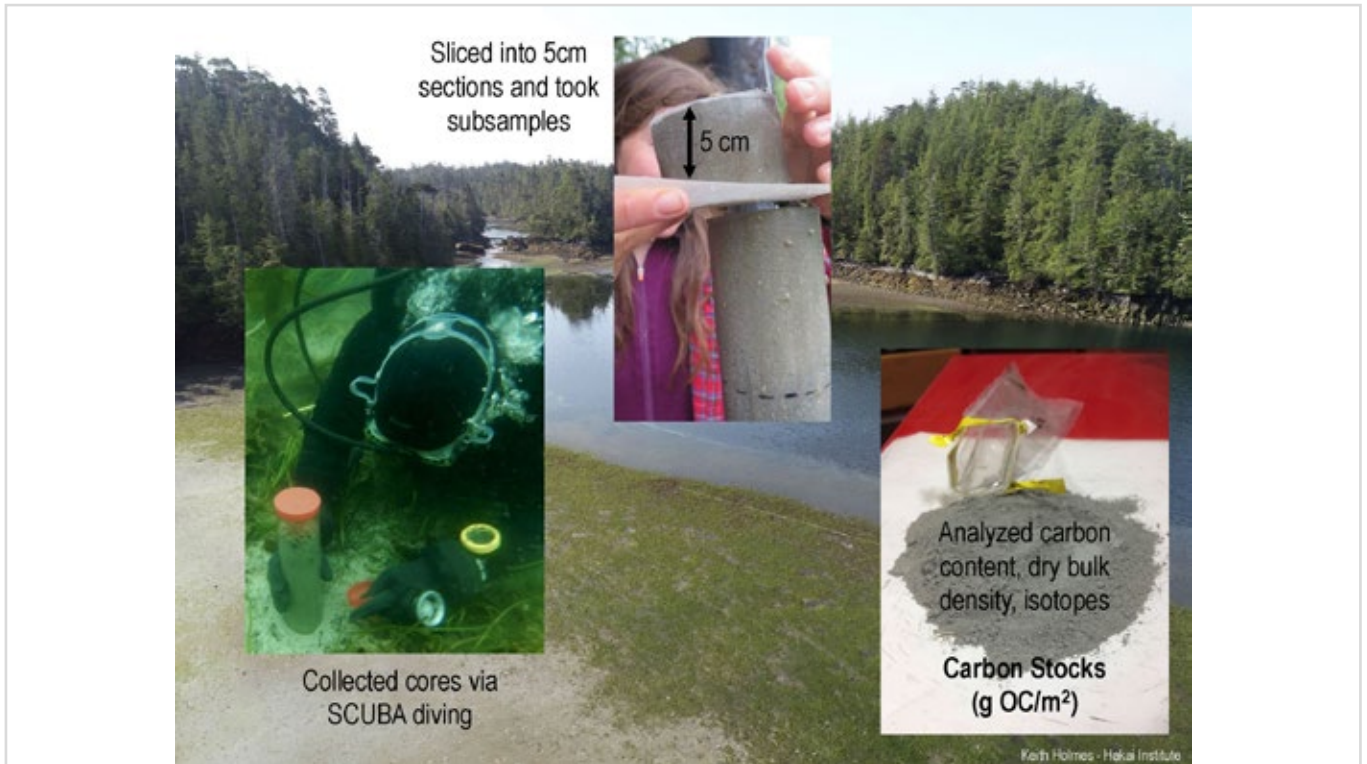 Sliced into 5cm
sections and took
subsamples
5 cm
Collected cores via
SCUBA diving
Analyzed carbon
content, dry bulk
density, isotopes
Carbon Stocks
(g OC/m²)
Keith Holmes - Hakai Institute